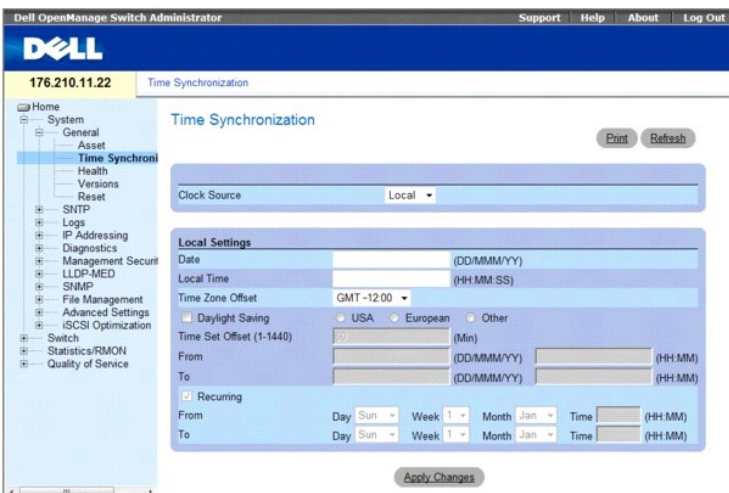 Dell OpenManage Switch Administrator Support Help About Log Out
DELL
176.210.11.22 Time Synchronization
Home
System
General
Asset
Time Synchroni
Health
Versions
Reset
SNTP
Logs
IP Addressing
Diagnostics
Management Securit
LLDP-MED
SNMP
File Management
Advanced Settings
iSCSI Optimization
Switch
Statistics/RMON
Quality of Service
Time Synchronization
Print Refresh
Clock Source Local
Local Settings
Date (DD/MMM/YY)
Local Time (HH:MM:SS)
Time Zone Offset GMT -12:00
Daylight Saving USA European Other
Time Set Offset (1-1440) 60 (Min)
From (DD/MMM/YY) (HH:MM)
To (DD/MMM/YY) (HH:MM)
Recurring
From Day Sun Week 1 Month Jan Time (HH:MM)
To Day Sun Week 1 Month Jan Time (HH:MM)
Apply Changes